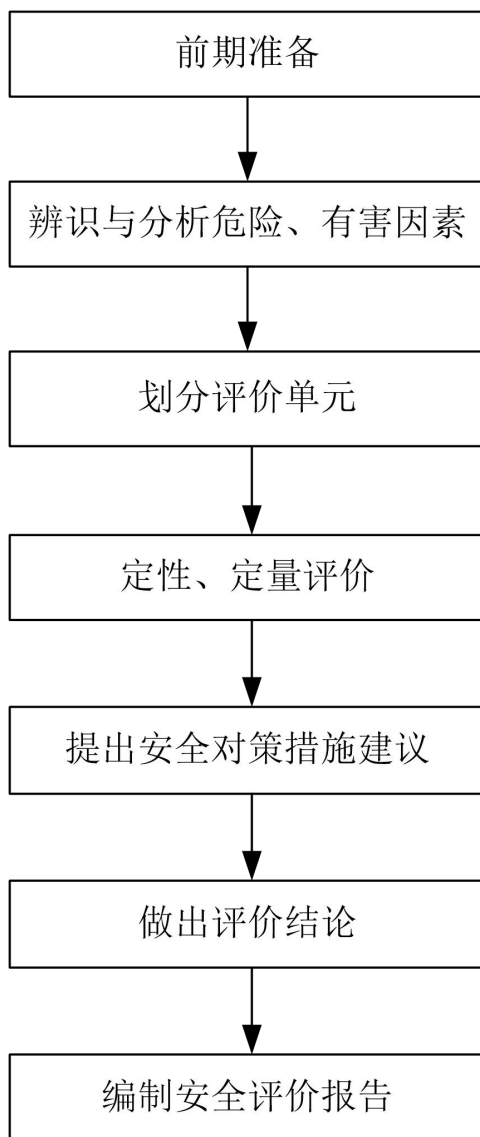 前期准备
辨识与分析危险、有害因素
划分评价单元
定性、定量评价
提出安全对策措施建议
做出评价结论
编制安全评价报告